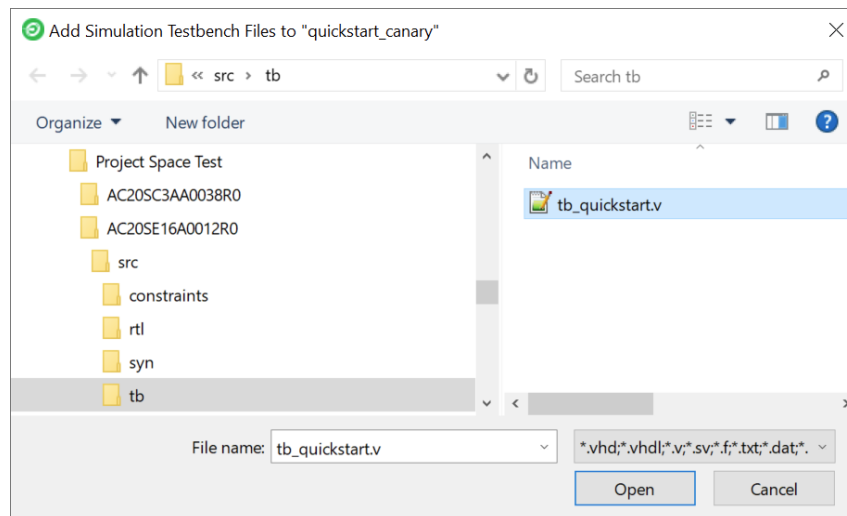 Add Simulation Testbench Files to "quickstart_canary"
« src › tb
Search tb
Organize
New folder
Project Space Test
AC20SC3AA0038R0
AC20SE16A0012R0
src
constraints
rtl
syn
tb
Name
tb_quickstart.v
File name:
tb_quickstart.v
*.vhd;*.vhdl;*.v;*.sv;*.f;*.txt;*.dat;*.
Open
Cancel